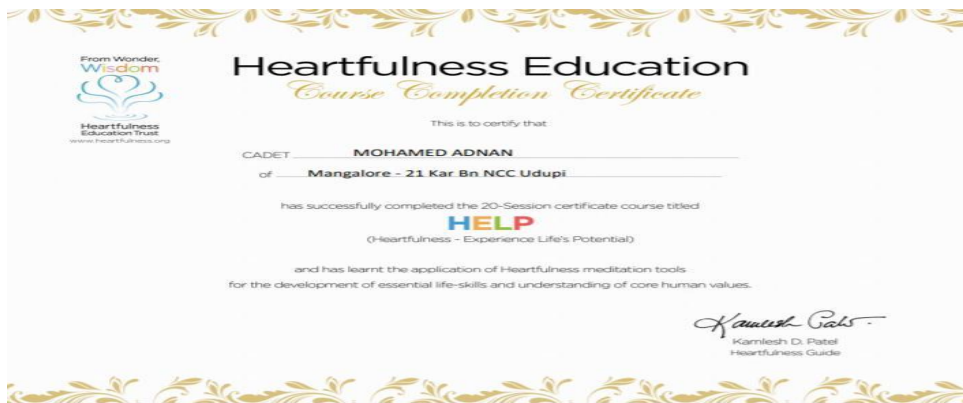 From Wonder,
Wisdom
Heartfulness
Education Trust
www.heartfulness.org
Heartfulness Education
Course Completion Certificate
This is to certify that
CADET MOHAMED ADNAN
of Mangalore - 21 Kar Bn NCC Udupi
has successfully completed the 20-Session certificate course titled
HELP
(Heartfulness - Experience Life's Potential)
and has learnt the application of Heartfulness meditation tools
for the development of essential life-skills and understanding of core human values.
Kamlesh D. Patel
Heartfulness Guide